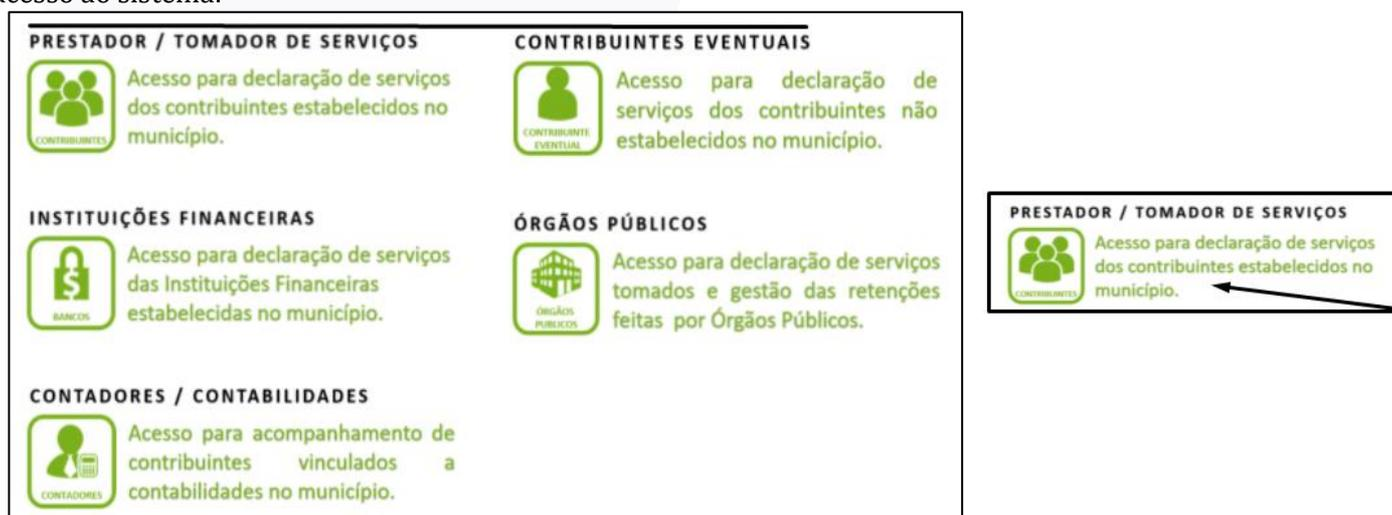 acesso ao sistema.
PRESTADOR / TOMADOR DE SERVIÇOS
CONTRIBUINTES
Acesso para declaração de serviços
dos contribuintes estabelecidos no
município.
CONTRIBUINTES EVENTUAIS
CONTRIBUINTE
EVENTUAL
Acesso para declaração de
serviços dos contribuintes não
estabelecidos no município.
INSTITUIÇÕES FINANCEIRAS
BANCOS
Acesso para declaração de serviços
das Instituições Financeiras
estabelecidas no município.
ÓRGÃOS PÚBLICOS
ÓRGÃOS
PUBLICOS
Acesso para declaração de serviços
tomados e gestão das retenções
feitas por Órgãos Públicos.
CONTADORES / CONTABILIDADES
CONTADORES
Acesso para acompanhamento de
contribuintes vinculados a
contabilidades no município.
PRESTADOR / TOMADOR DE SERVIÇOS
CONTRIBUINTES
Acesso para declaração de serviços
dos contribuintes estabelecidos no
município.